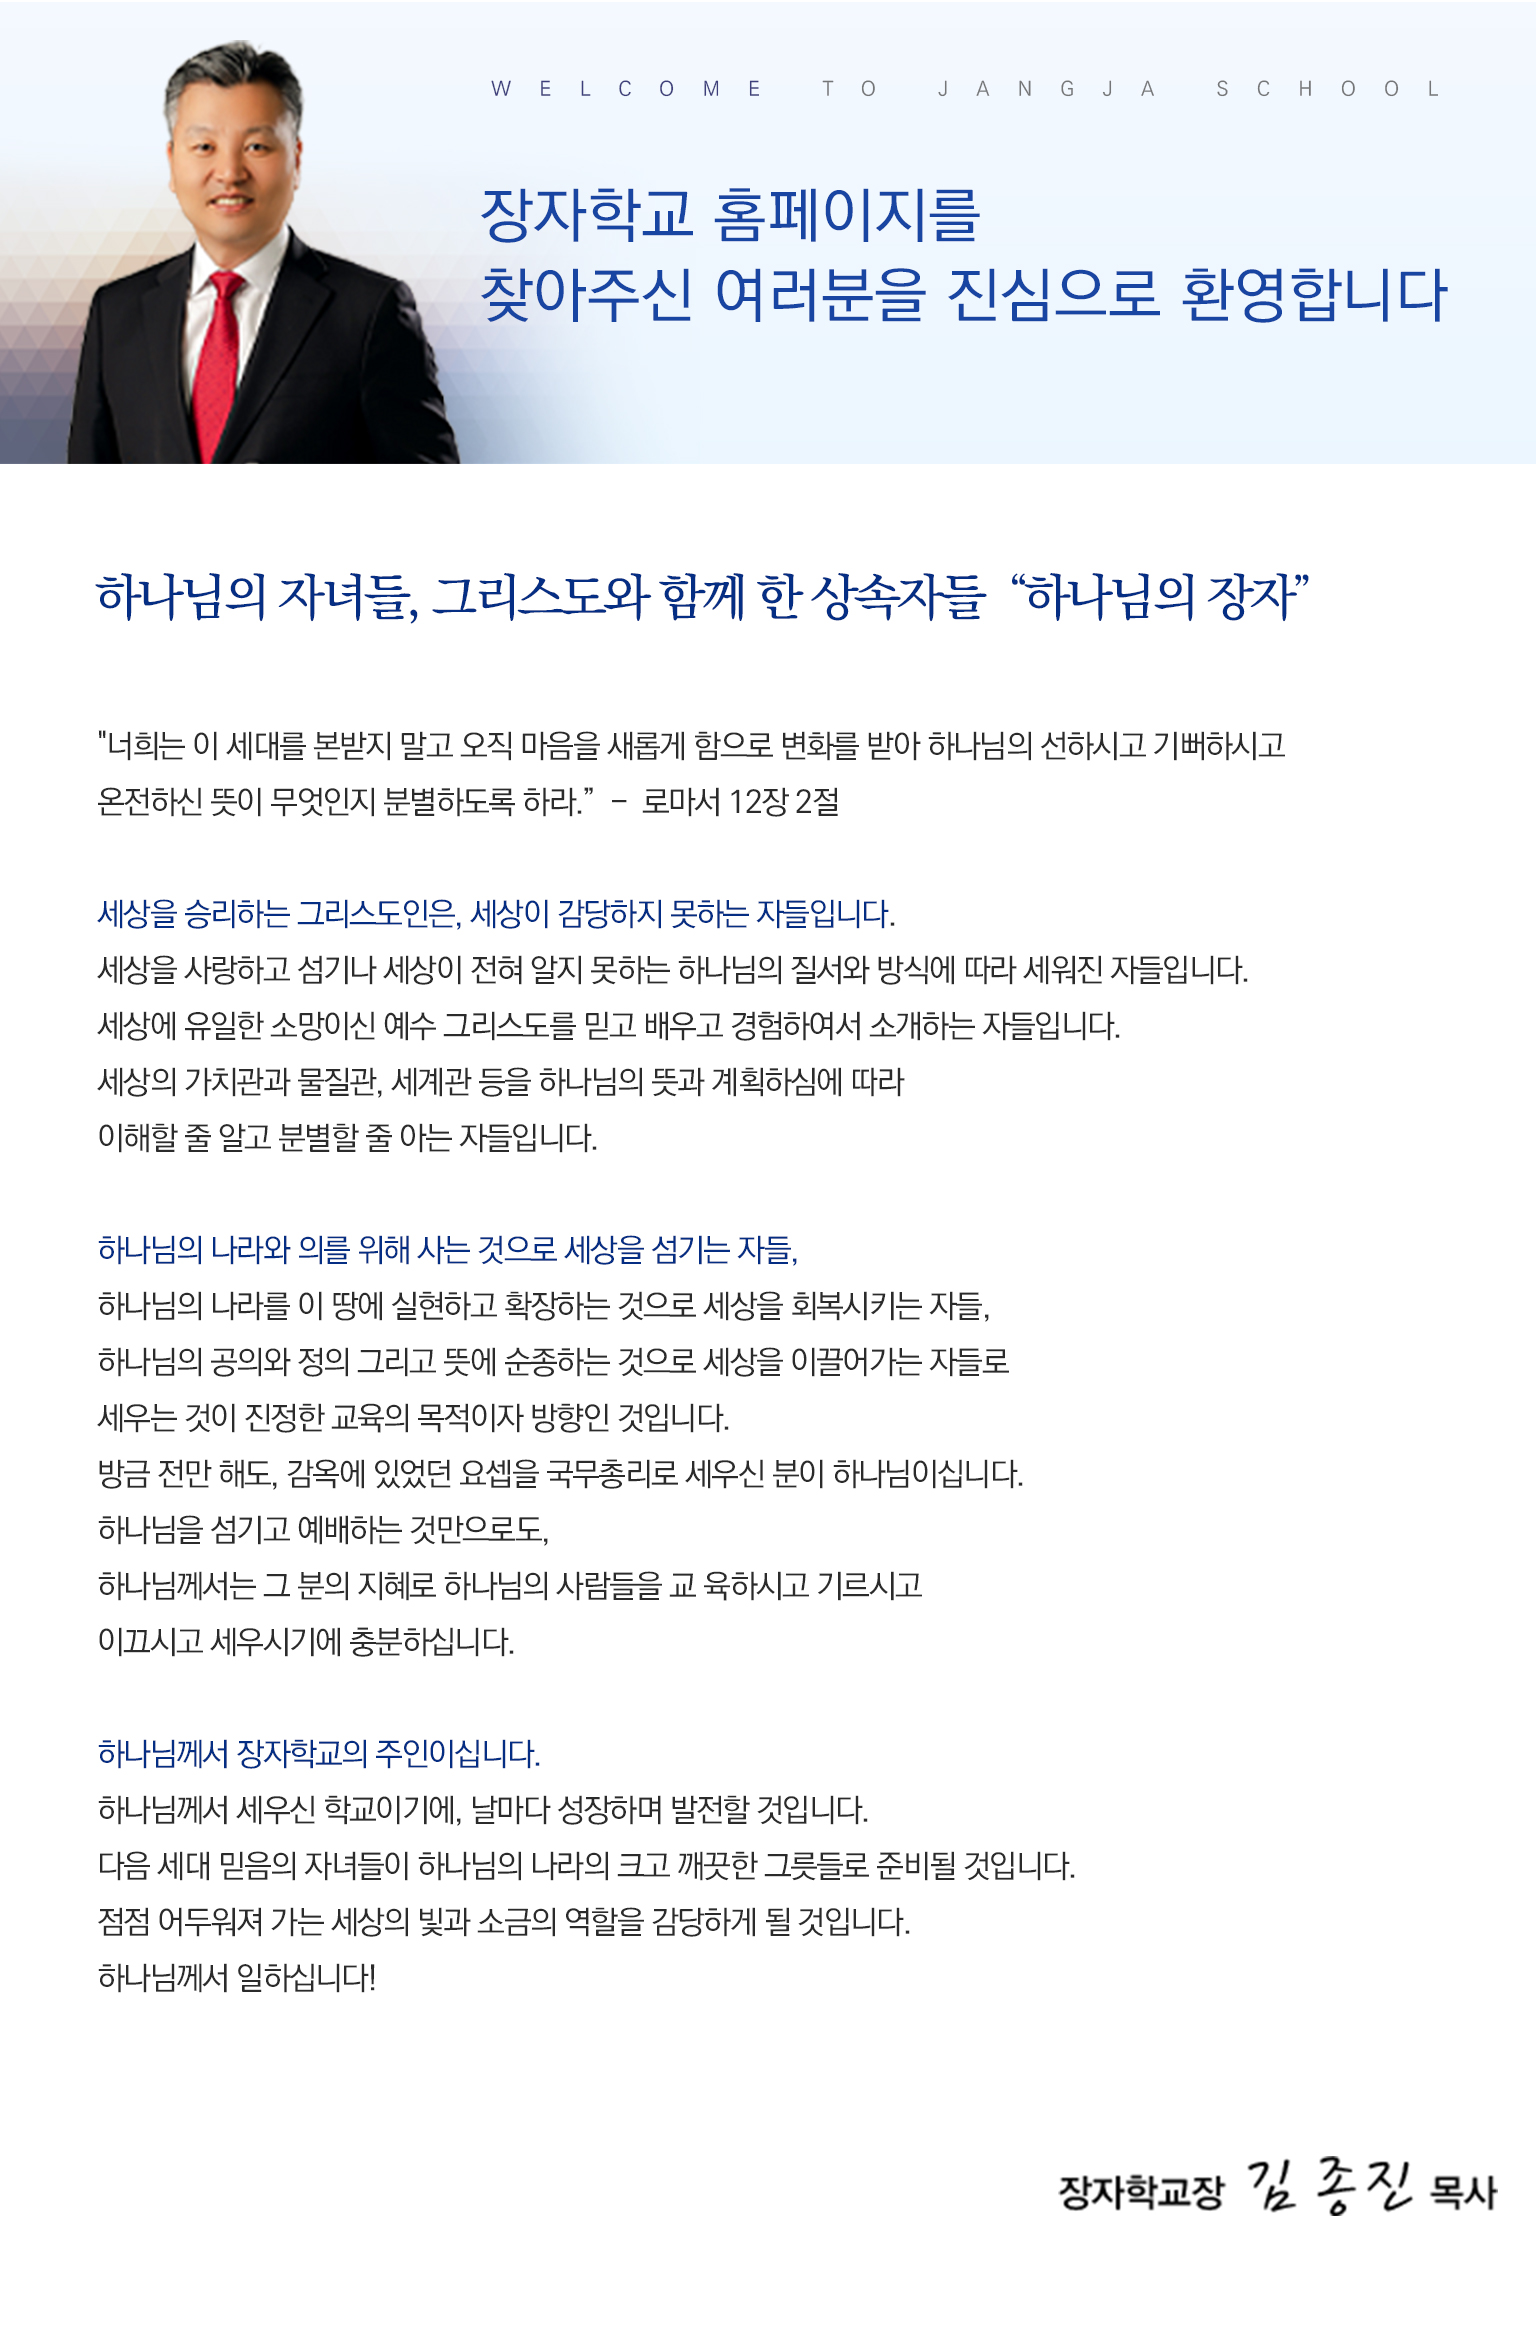 WELCOME TO JANGJA SCHOOL
장자학교 홈페이지를
찾아주신 여러분을 진심으로 환영합니다
하나님의 자녀들, 그리스도와 함께 한 상속자들 “하나님의 장자”
"너희는 이 세대를 본받지 말고 오직 마음을 새롭게 함으로 변화를 받아 하나님의 선하시고 기뻐하시고
온전하신 뜻이 무엇인지 분별하도록 하라.” - 로마서 12장 2절
세상을 승리하는 그리스도인은, 세상이 감당하지 못하는 자들입니다.
세상을 사랑하고 섬기나 세상이 전혀 알지 못하는 하나님의 질서와 방식에 따라 세워진 자들입니다.
세상에 유일한 소망이신 예수 그리스도를 믿고 배우고 경험하여서 소개하는 자들입니다.
세상의 가치관과 물질관, 세계관 등을 하나님의 뜻과 계획하심에 따라
이해할 줄 알고 분별할 줄 아는 자들입니다.
하나님의 나라와 의를 위해 사는 것으로 세상을 섬기는 자들,
하나님의 나라를 이 땅에 실현하고 확장하는 것으로 세상을 회복시키는 자들,
하나님의 공의와 정의 그리고 뜻에 순종하는 것으로 세상을 이끌어가는 자들로
세우는 것이 진정한 교육의 목적이자 방향인 것입니다.
방금 전만 해도, 감옥에 있었던 요셉을 국무총리로 세우신 분이 하나님이십니다.
하나님을 섬기고 예배하는 것만으로도,
하나님께서는 그 분의 지혜로 하나님의 사람들을 교 육하시고 기르시고
이끄시고 세우시기에 충분하십니다.
하나님께서 장자학교의 주인이십니다.
하나님께서 세우신 학교이기에, 날마다 성장하며 발전할 것입니다.
다음 세대 믿음의 자녀들이 하나님의 나라의 크고 깨끗한 그릇들로 준비될 것입니다.
점점 어두워져 가는 세상의 빛과 소금의 역할을 감당하게 될 것입니다.
하나님께서 일하십니다!
장자학교장 김종진 목사